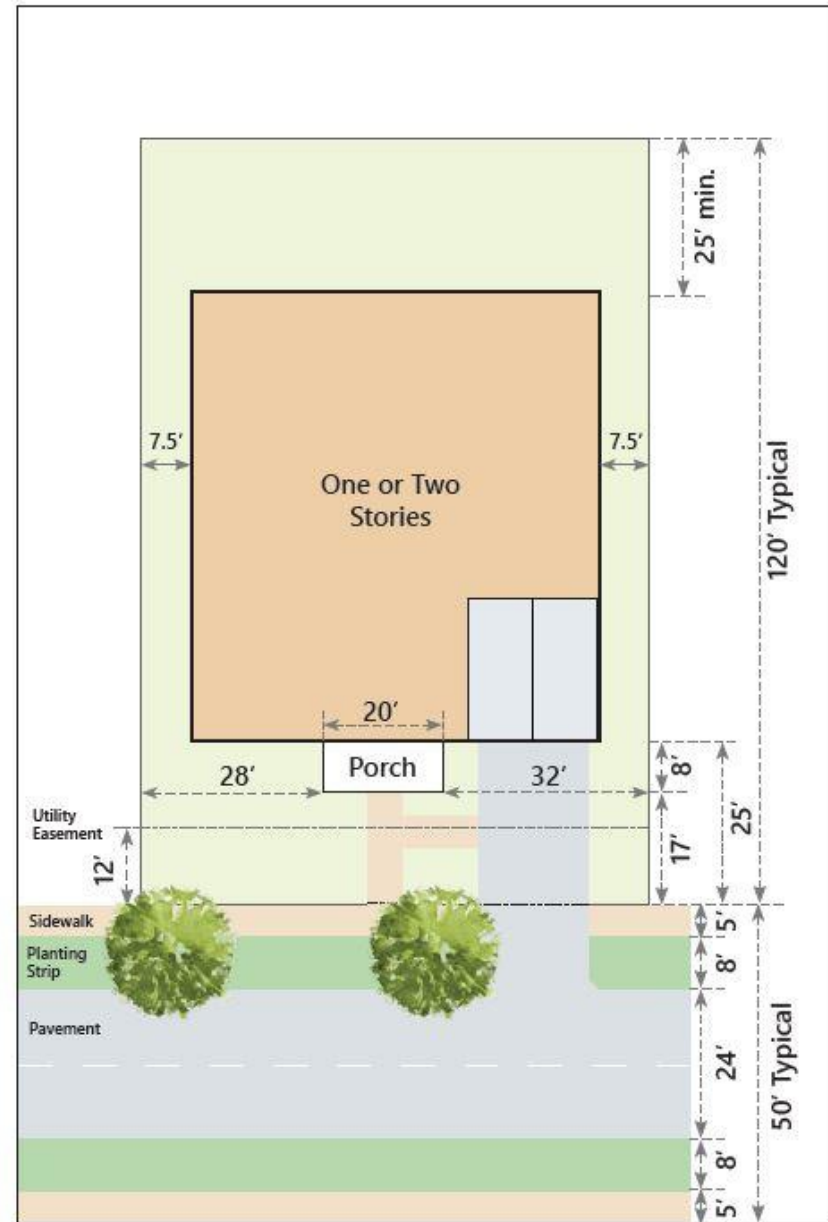 25' min.
7.5'
7.5'
One or Two
Stories
120' Typical
20'
Porch
28'
32'
8'
17'
25'
Utility
Easement
12'
Sidewalk
5'
Planting
Strip
8'
Pavement
24'
50' Typical
8'
5'